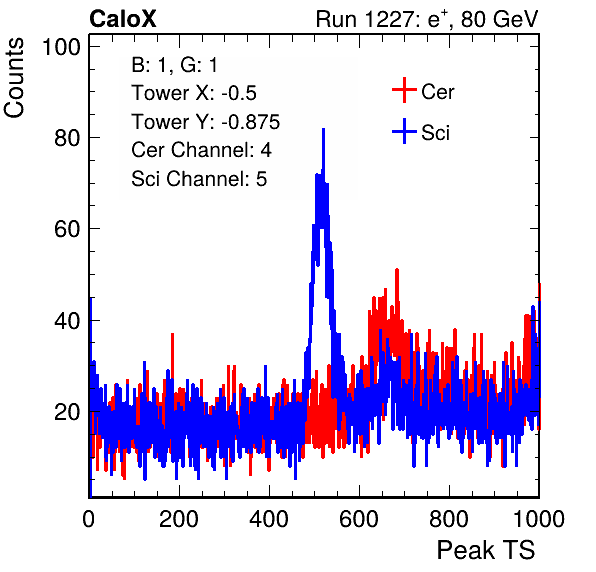 CaloX Run 1227: e⁺, 80 GeV
Counts
100
80
60
40
20
B: 1, G: 1
Tower X: -0.5
Tower Y: -0.875
Cer Channel: 4
Sci Channel: 5
Cer
Sci
0 200 400 600 800 1000
Peak TS